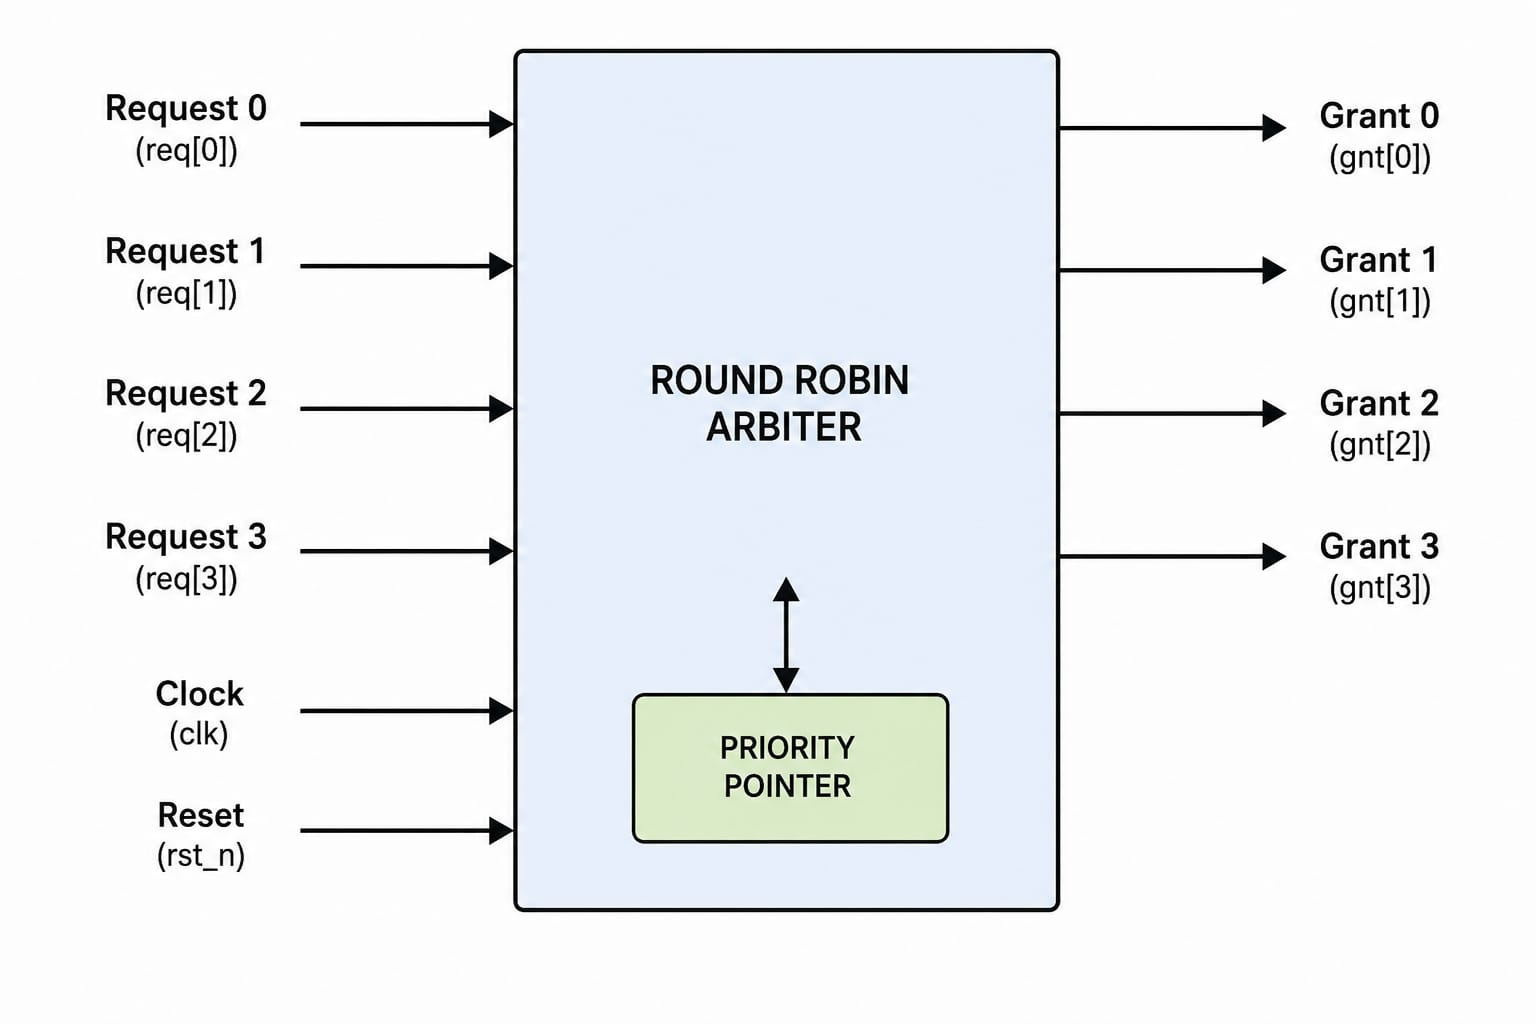 Request 0
(req[0])
Request 1
(req[1])
Request 2
(req[2])
Request 3
(req[3])
Clock
(clk)
Reset
(rst_n)
ROUND ROBIN
ARBITER
PRIORITY
POINTER
Grant 0
(gnt[0])
Grant 1
(gnt[1])
Grant 2
(gnt[2])
Grant 3
(gnt[3])